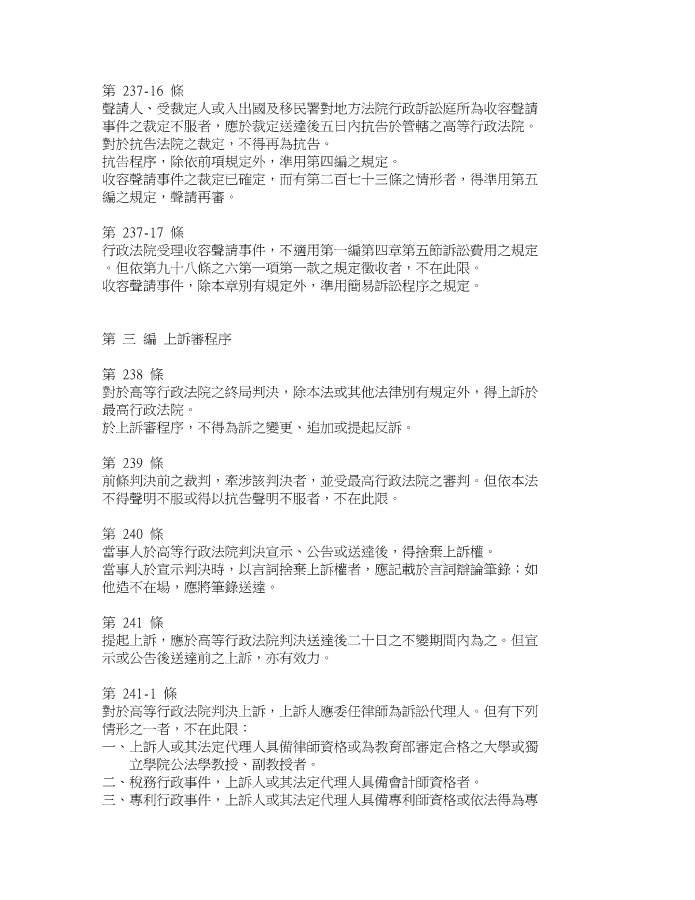 第 237-16 條
聲請人、受裁定人或入出國及移民署對地方法院行政訴訟庭所為收容聲請
事件之裁定不服者，應於裁定送達後五日內抗告於管轄之高等行政法院。
對於抗告法院之裁定，不得再為抗告。
抗告程序，除依前項規定外，準用第四編之規定。
收容聲請事件之裁定已確定，而有第二百七十三條之情形者，得準用第五
編之規定，聲請再審。
第 237-17 條
行政法院受理收容聲請事件，不適用第一編第四章第五節訴訟費用之規定
。但依第九十八條之六第一項第一款之規定徵收者，不在此限。
收容聲請事件，除本章別有規定外，準用簡易訴訟程序之規定。
第 三 編 上訴審程序
第 238 條
對於高等行政法院之終局判決，除本法或其他法律別有規定外，得上訴於
最高行政法院。
於上訴審程序，不得為訴之變更、追加或提起反訴。
第 239 條
前條判決前之裁判，牽涉該判決者，並受最高行政法院之審判。但依本法
不得聲明不服或得以抗告聲明不服者，不在此限。
第 240 條
當事人於高等行政法院判決宣示、公告或送達後，得捨棄上訴權。
當事人於宣示判決時，以言詞捨棄上訴權者，應記載於言詞辯論筆錄；如
他造不在場，應將筆錄送達。
第 241 條
提起上訴，應於高等行政法院判決送達後二十日之不變期間內為之。但宣
示或公告後送達前之上訴，亦有效力。
第 241-1 條
對於高等行政法院判決上訴，上訴人應委任律師為訴訟代理人。但有下列
情形之一者，不在此限：
一、上訴人或其法定代理人具備律師資格或為教育部審定合格之大學或獨
立學院公法學教授、副教授者。
二、稅務行政事件，上訴人或其法定代理人具備會計師資格者。
三、專利行政事件，上訴人或其法定代理人具備專利師資格或依法得為專